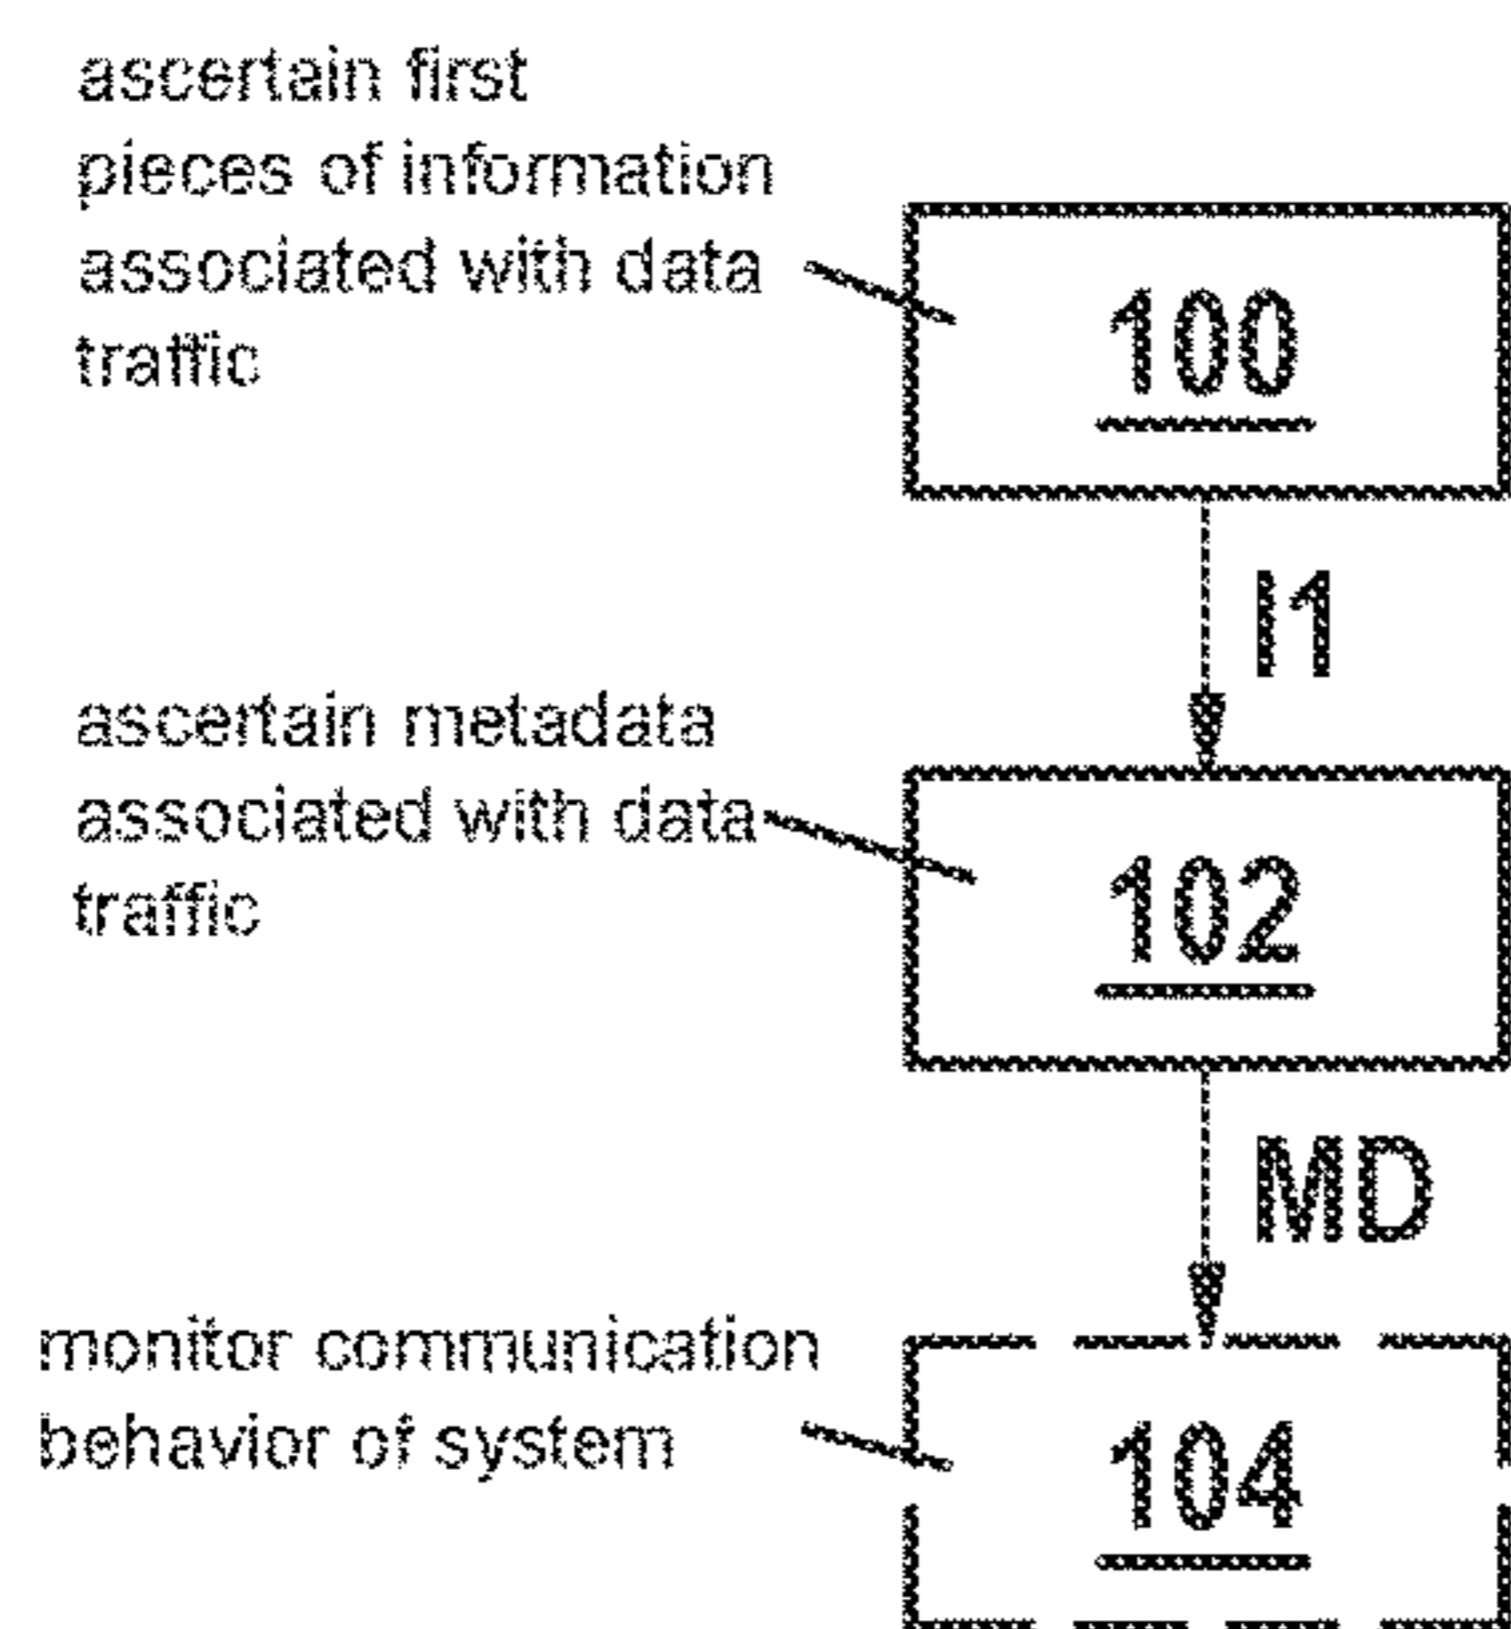 ascertain first
pieces of information
associated with data
traffic
100
I1
ascertain metadata
associated with data
traffic
102
MD
monitor communication
behavior of system
104